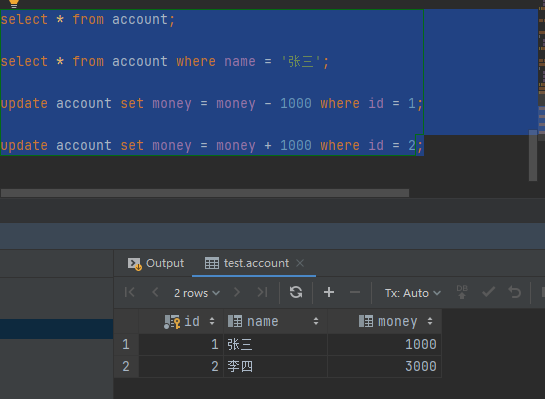 select * from account;
select * from account where name = '张三';
update account set money = money - 1000 where id = 1;
update account set money = money + 1000 where id = 2;
Output test.account
2 rows Tx: Auto DB
id name money
1 1 张三 1000
2 2 李四 3000